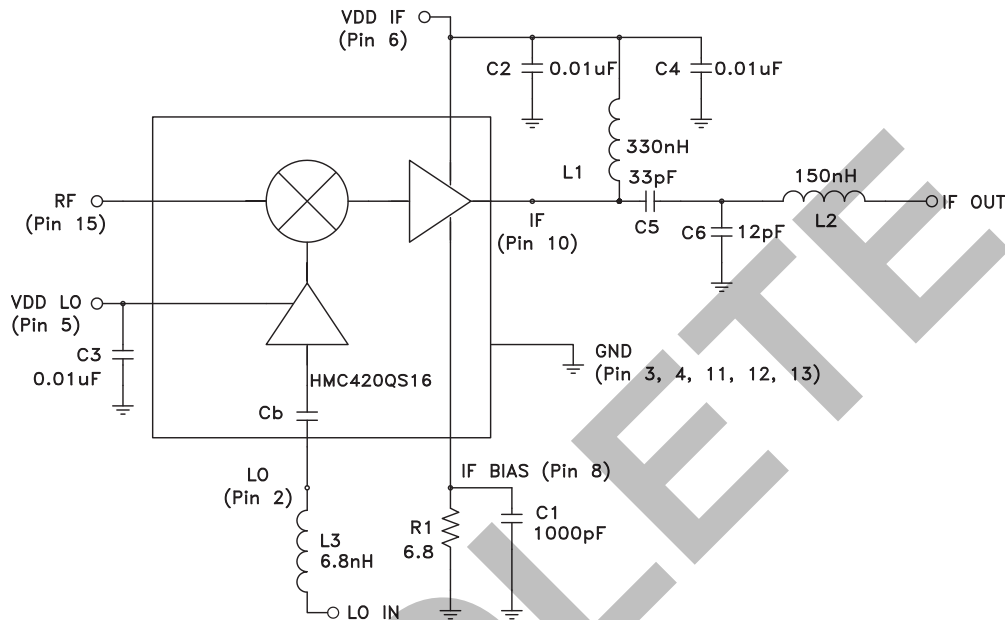 VDD IF
(Pin 6)
C2
0.01uF
C4
0.01uF
330nH
L1
33pF
C5
150nH
L2
IF OUT
C6
12pF
RF
(Pin 15)
IF
(Pin 10)
VDD LO
(Pin 5)
C3
0.01uF
HMC420QS16
GND
(Pin 3, 4, 11, 12, 13)
Cb
LO
(Pin 2)
IF BIAS (Pin 8)
L3
6.8nH
R1
6.8
C1
1000pF
LO IN
OLETE